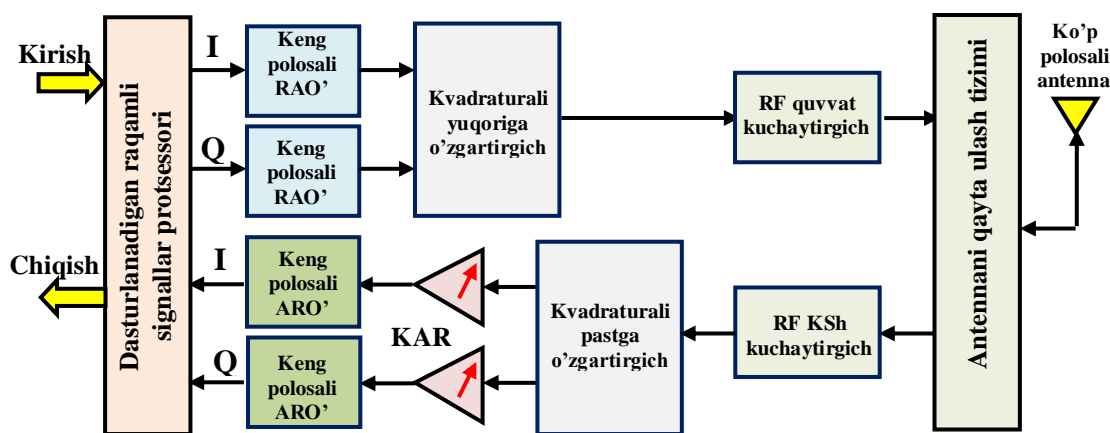 Kirish
Dasturlanadigan raqamli
signallar protsessori
Chiqish
I
Keng
polosali
RAO’
Q
Keng
polosali
RAO’
Kvadraturali
yuqoriga
o’zgartirgich
RF quvvat
kuchaytirgich
Antennani qayta ulash tizimi
Ko’p
polosali
antenna
I
Keng
polosali
ARO’
Q
Keng
polosali
ARO’
KAR
Kvadraturali
pastga
o’zgartirgich
RF KSh
kuchaytirgich